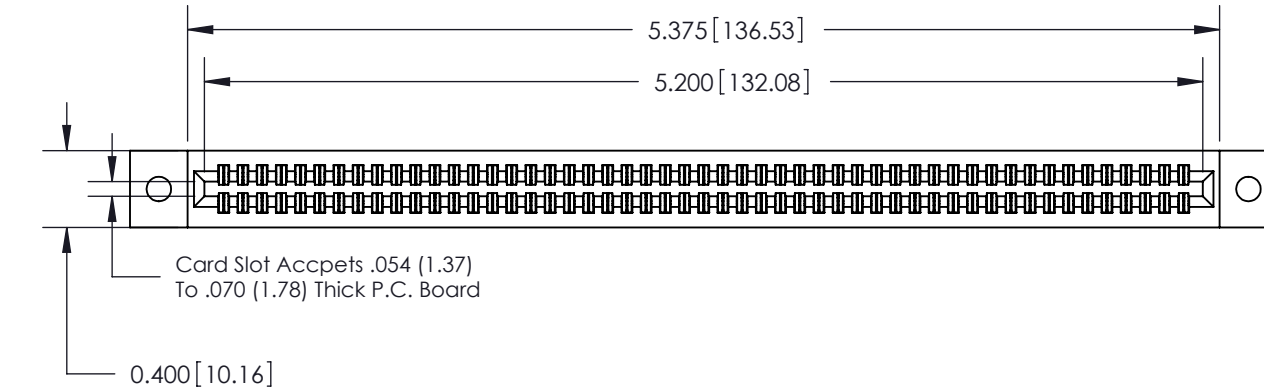 5.375[136.53]
5.200[132.08]
Card Slot Accpets .054 (1.37)
To .070 (1.78) Thick P.C. Board
0.400[10.16]